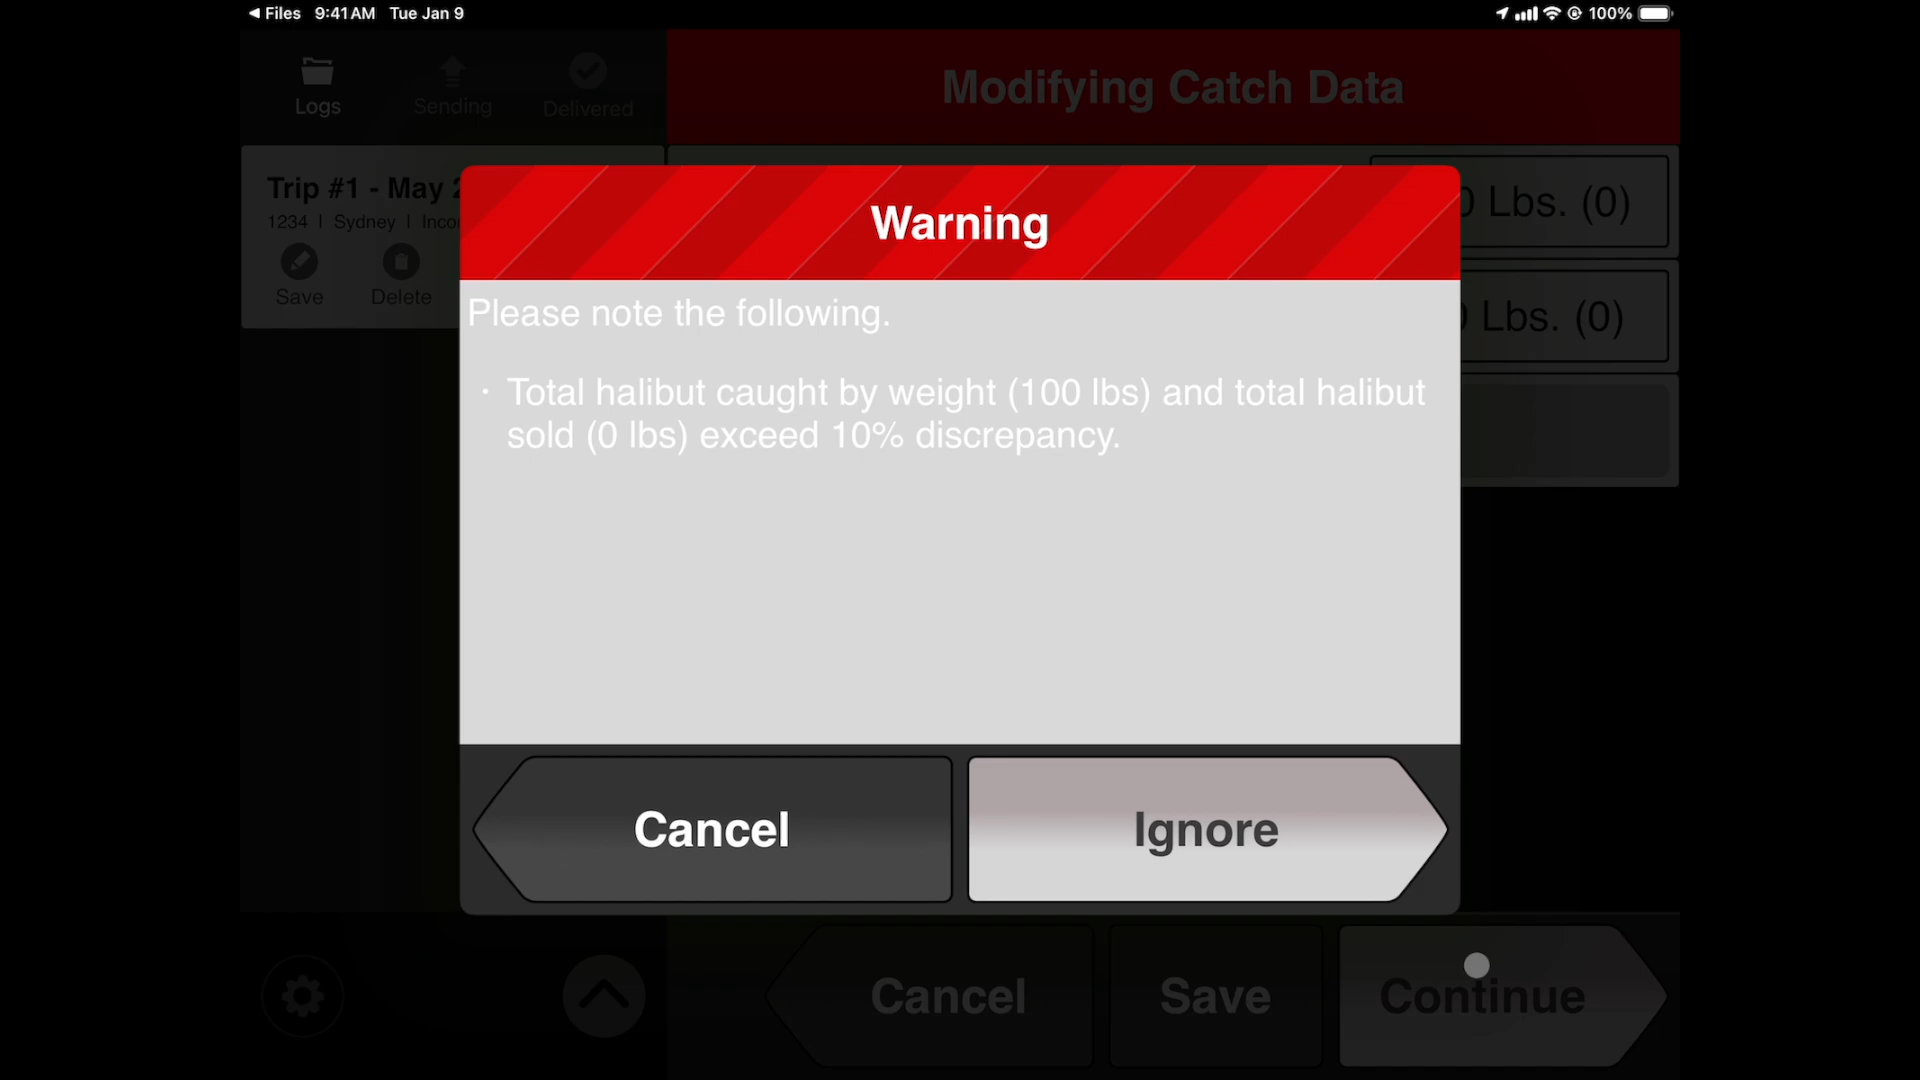 Files 9:41 AM Tue Jan 9
100%
Logs
Sending
Delivered
Modifying Catch Data
Trip #1 - May
1234 | Sydney |
Save
Delete
Lbs. (0)
Lbs. (0)
Warning
Please note the following.
· Total halibut caught by weight (100 lbs) and total halibut
sold (0 lbs) exceed 10% discrepancy.
Cancel
Ignore
Cancel
Save
Continue